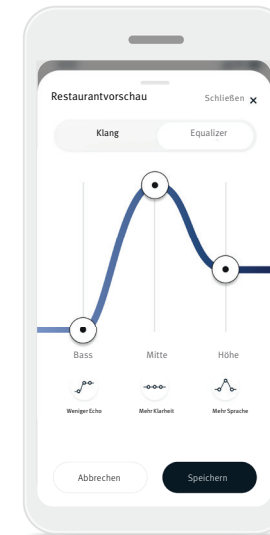 Restaurantvorschau Schließen ×
Klang Equalizer
Bass Mitte Höhe
Weniger Echo Mehr Klarheit Mehr Sprache
Abbrechen Speichern